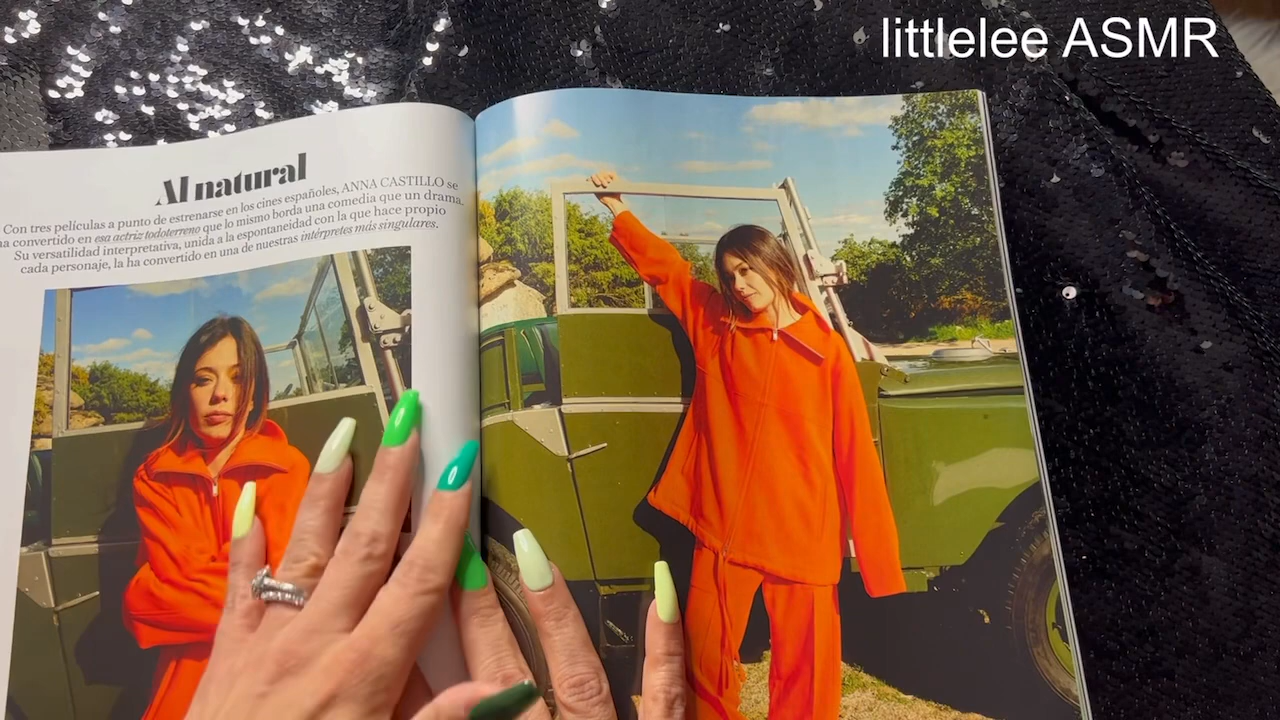 littlelee ASMR
Al natural
Con tres películas a punto de estrenarse en los cines españoles, ANNA CASTILLO se
ha convertido en esa actriz todoterreno que lo mismo borda una comedia que un drama.
Su versatilidad interpretativa, unida a la espontaneidad con la que hace propio
cada personaje, la ha convertido en una de nuestras intérpretes más singulares.